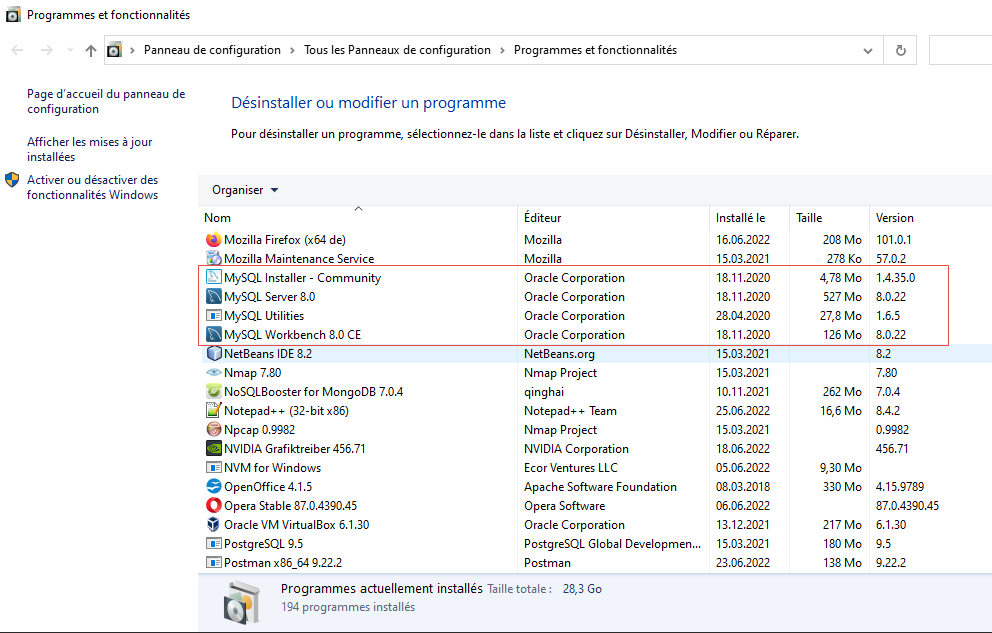 Programmes et fonctionnalités
Panneau de configuration > Tous les Panneaux de configuration > Programmes et fonctionnalités
Page d'accueil du panneau de configuration
Afficher les mises à jour installées
Activer ou désactiver des fonctionnalités Windows
Désinstaller ou modifier un programme
Pour désinstaller un programme, sélectionnez-le dans la liste et cliquez sur Désinstaller, Modifier ou Réparer.
Organiser
Nom Éditeur Installé le Taille Version
Mozilla Firefox (x64 de) Mozilla 16.06.2022 208 Mo 101.0.1
Mozilla Maintenance Service Mozilla 15.03.2021 278 Ko 57.0.2
MySQL Installer - Community Oracle Corporation 18.11.2020 4,78 Mo 1.4.35.0
MySQL Server 8.0 Oracle Corporation 18.11.2020 527 Mo 8.0.22
MySQL Utilities Oracle Corporation 28.04.2020 27,8 Mo 1.6.5
MySQL Workbench 8.0 CE Oracle Corporation 18.11.2020 126 Mo 8.0.22
NetBeans IDE 8.2 NetBeans.org 15.03.2021 8.2
Nmap 7.80 Nmap Project 15.03.2021 7.80
NoSQLBooster for MongoDB 7.0.4 qinghai 10.11.2021 262 Mo 7.0.4
Notepad++ (32-bit x86) Notepad++ Team 25.06.2022 16,6 Mo 8.4.2
Npcap 0.9982 Nmap Project 15.03.2021 0.9982
NVIDIA Grafiktreiber 456.71 NVIDIA Corporation 18.06.2022 456.71
NVM for Windows Ecor Ventures LLC 05.06.2022 9,30 Mo
OpenOffice 4.1.5 Apache Software Foundation 08.03.2018 330 Mo 4.15.9789
Opera Stable 87.0.4390.45 Opera Software 06.06.2022 87.0.4390.45
Oracle VM VirtualBox 6.1.30 Oracle Corporation 13.12.2021 217 Mo 6.1.30
PostgreSQL 9.5 PostgreSQL Global Developmen... 15.03.2021 180 Mo 9.5
Postman x86_64 9.22.2 Postman 23.06.2022 138 Mo 9.22.2
Programmes actuellement installés Taille totale : 28,3 Go
194 programmes installés